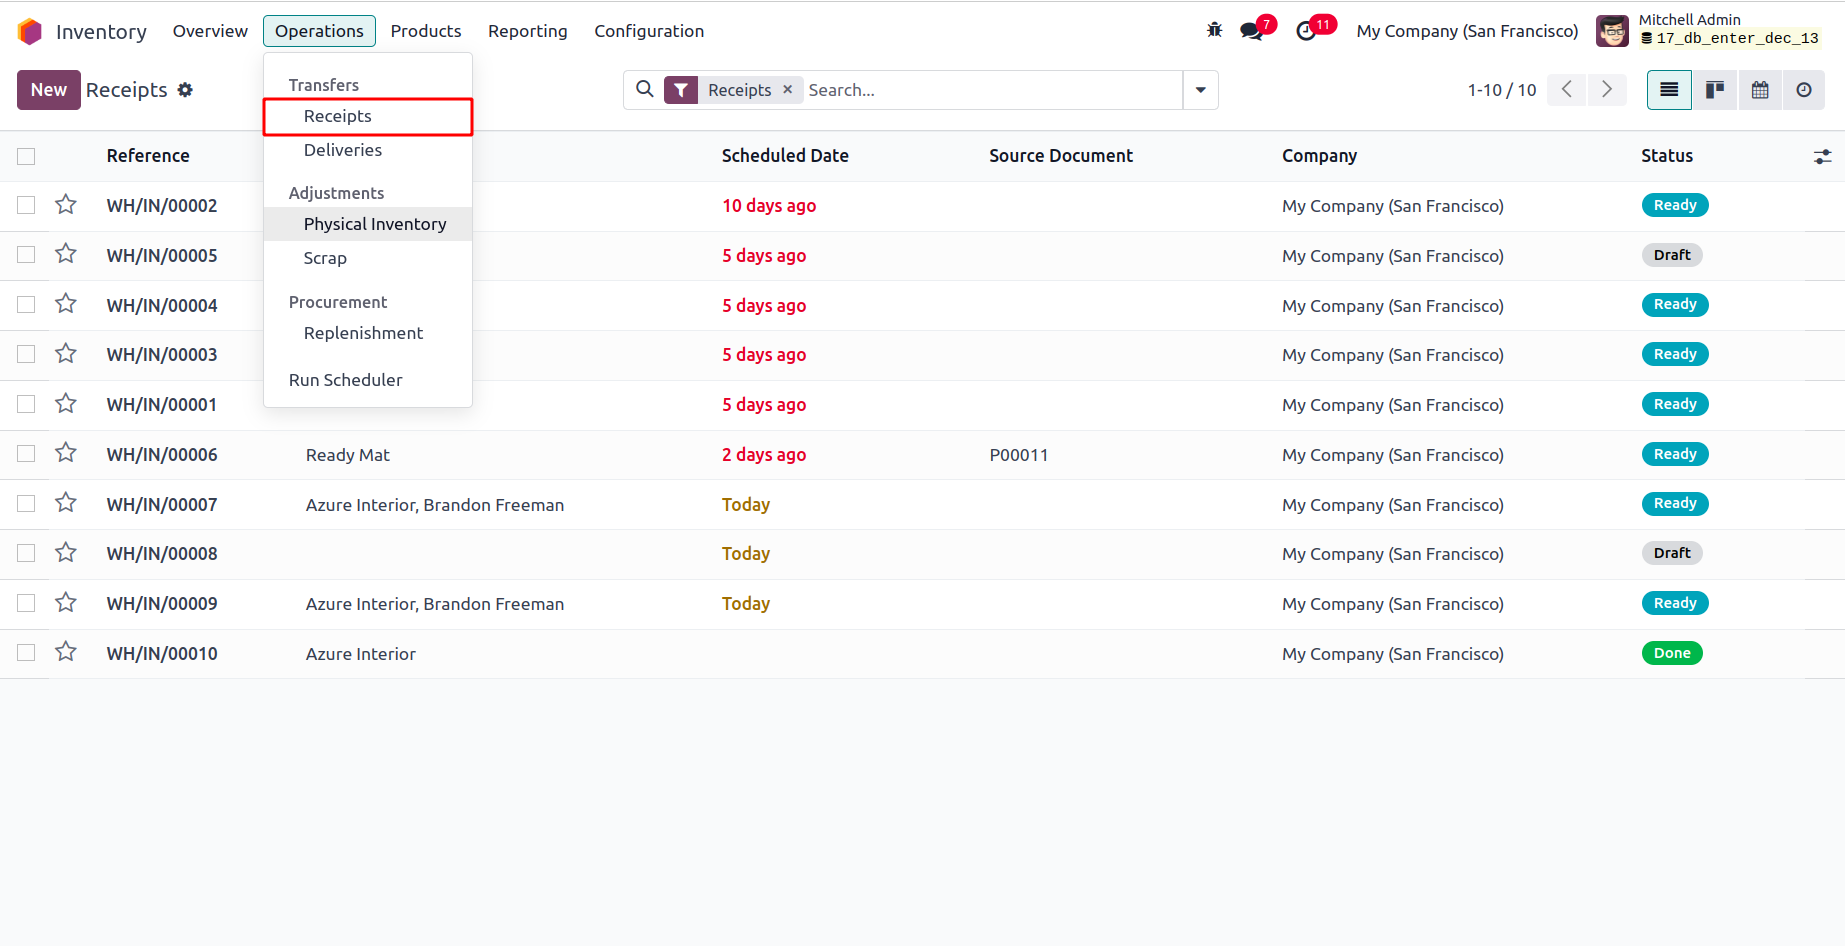 Inventory Overview Operations Products Reporting Configuration 7 11 My Company (San Francisco) Mitchell Admin
17_db_enter_dec_13
New Receipts Receipts × Search... 1-10 / 10
Transfers
Receipts
Deliveries
Adjustments
Physical Inventory
Scrap
Procurement
Replenishment
Run Scheduler
Reference Scheduled Date Source Document Company Status
WH/IN/00002 10 days ago My Company (San Francisco) Ready
WH/IN/00005 5 days ago My Company (San Francisco) Draft
WH/IN/00004 5 days ago My Company (San Francisco) Ready
WH/IN/00003 5 days ago My Company (San Francisco) Ready
WH/IN/00001 5 days ago My Company (San Francisco) Ready
WH/IN/00006 Ready Mat 2 days ago P00011 My Company (San Francisco) Ready
WH/IN/00007 Azure Interior, Brandon Freeman Today My Company (San Francisco) Ready
WH/IN/00008 Today My Company (San Francisco) Draft
WH/IN/00009 Azure Interior, Brandon Freeman Today My Company (San Francisco) Ready
WH/IN/00010 Azure Interior My Company (San Francisco) Done